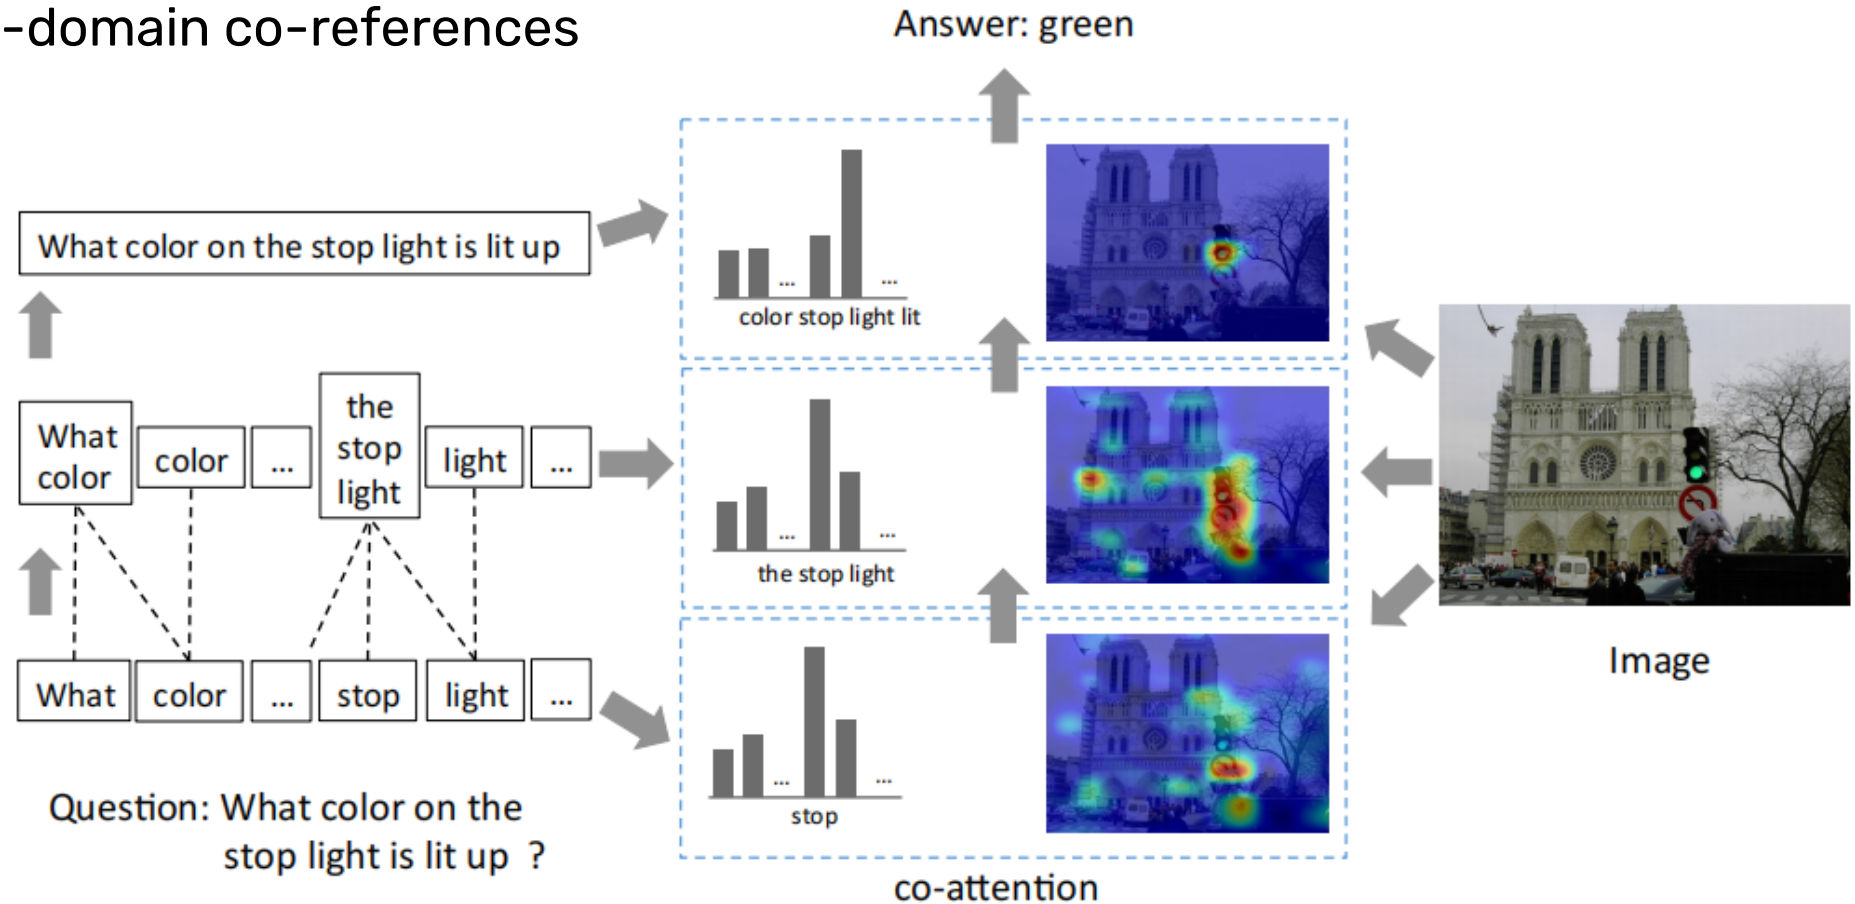 -domain co-references
Answer: green
What color on the stop light is lit up
... ...
color stop light lit
What
color
color
...
the
stop
light
light
...
... ...
the stop light
What
color
...
stop
light
...
... ...
stop
Image
Question: What color on the
stop light is lit up ?
co-attention